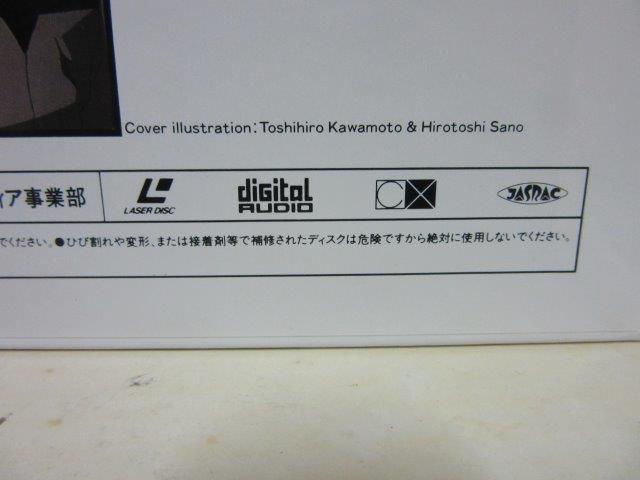 Cover illustration: Toshihiro Kawamoto & Hirotoshi Sano
ィア事業部 LASER DISC digital AUDIO CX JASRAC
でください。●ひび割れや変形、または接着剤等で補修されたディスクは危険ですから絶対に使用しないでください。